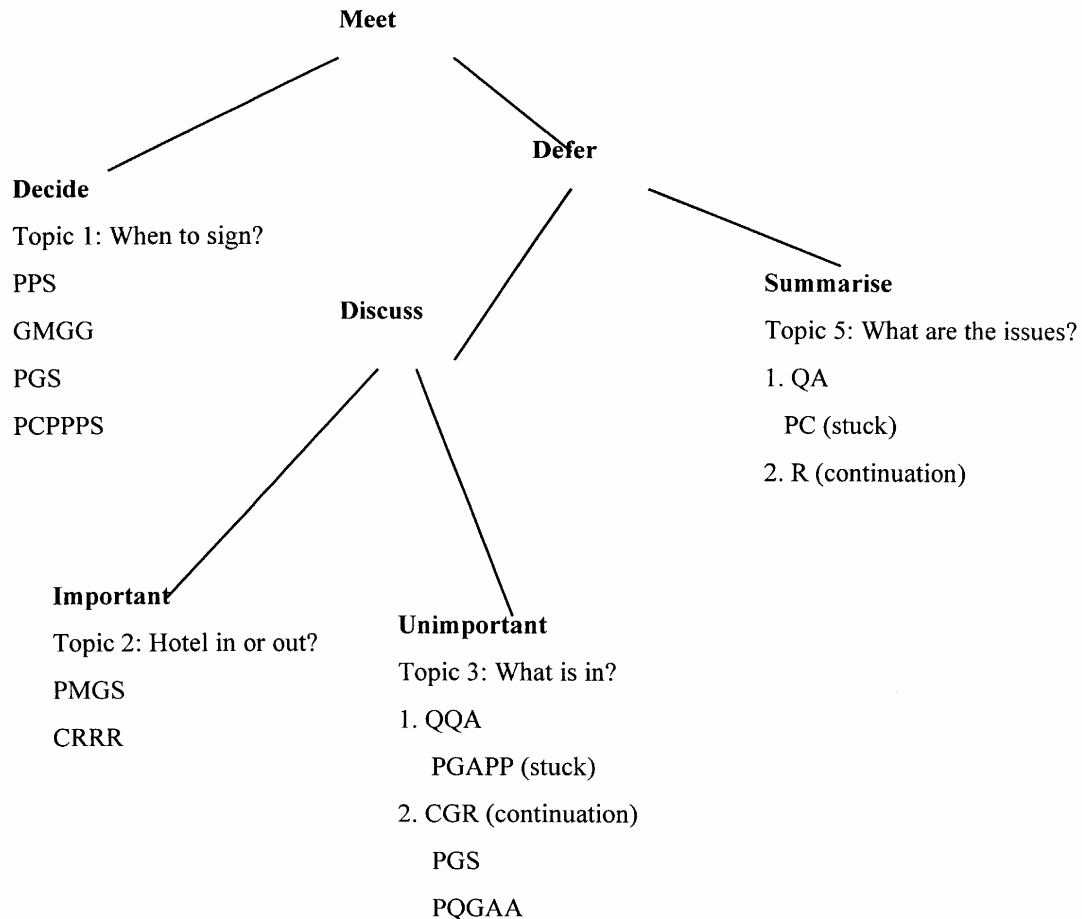 Meet
Defer
Decide
Topic 1: When to sign?
PPS
GMGG
PGS
PCPPPS
Discuss
Summarise
Topic 5: What are the issues?
1. QA
PC (stuck)
2. R (continuation)
Important
Topic 2: Hotel in or out?
PMGS
CRRR
Unimportant
Topic 3: What is in?
1. QQA
PGAPP (stuck)
2. CGR (continuation)
PGS
PQGAA